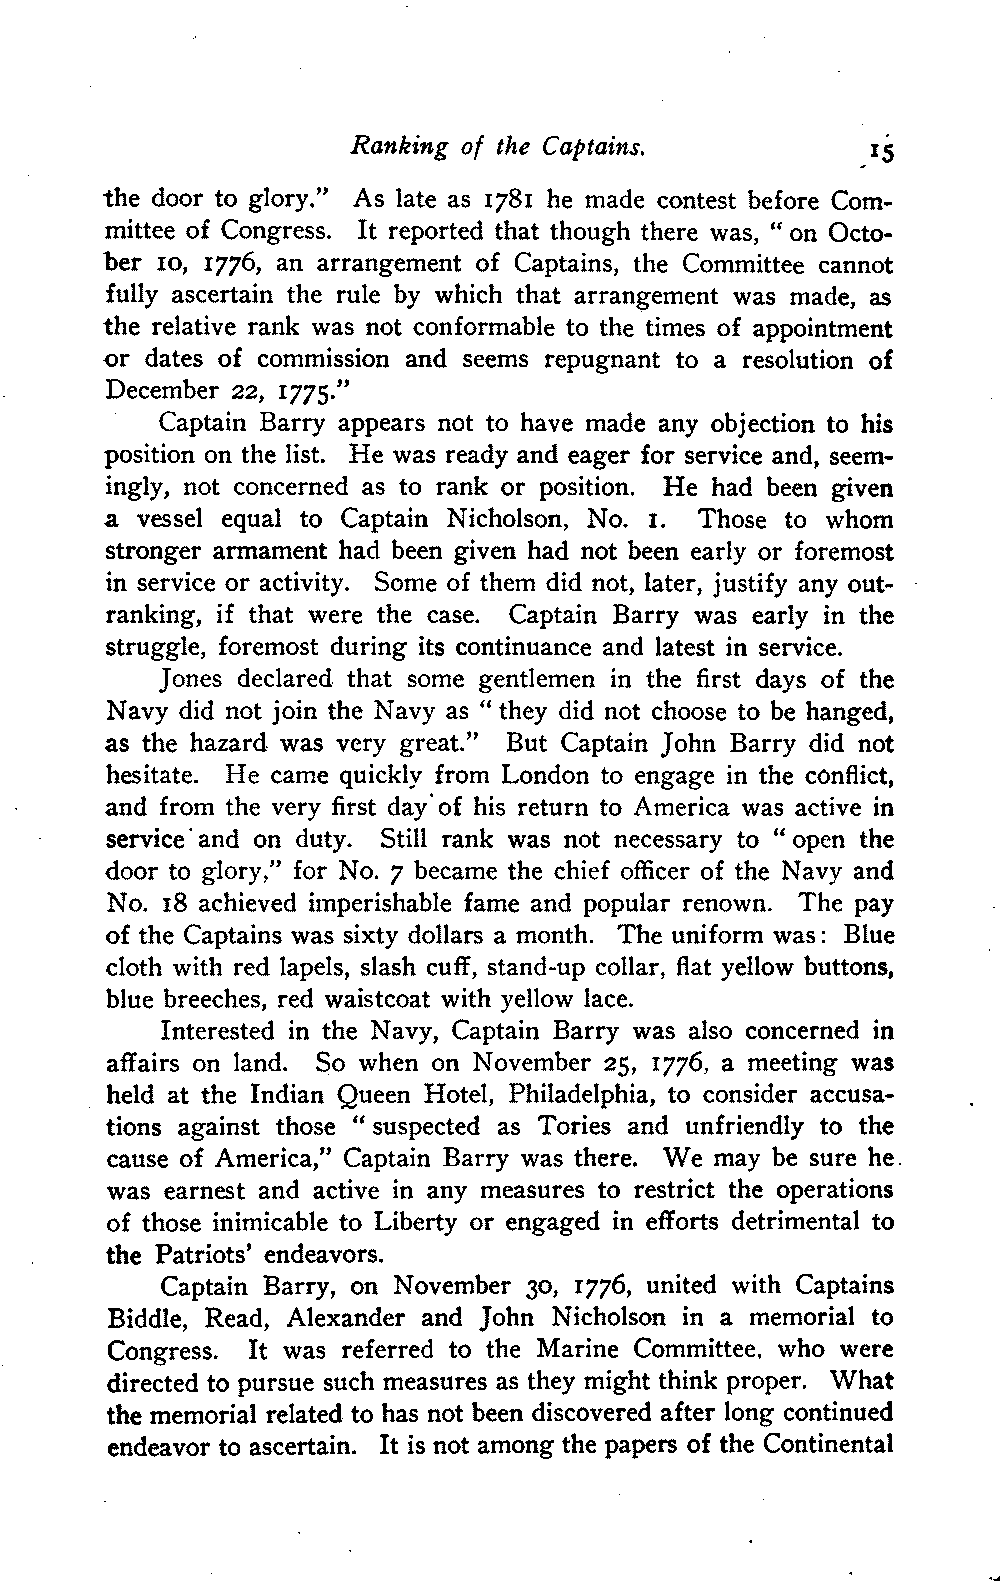 Ranking of the Captains. 15
the door to glory." As late as 1781 he made contest before Com-
mittee of Congress. It reported that though there was, " on Octo-
ber 10, 1776, an arrangement of Captains, the Committee cannot
fully ascertain the rule by which that arrangement was made, as
the relative rank was not conformable to the times of appointment
or dates of commission and seems repugnant to a resolution of
December 22, 1775."
Captain Barry appears not to have made any objection to his
position on the list. He was ready and eager for service and, seem-
ingly, not concerned as to rank or position. He had been given
a vessel equal to Captain Nicholson, No. 1. Those to whom
stronger armament had been given had not been early or foremost
in service or activity. Some of them did not, later, justify any out-
ranking, if that were the case. Captain Barry was early in the
struggle, foremost during its continuance and latest in service.
Jones declared that some gentlemen in the first days of the
Navy did not join the Navy as " they did not choose to be hanged,
as the hazard was very great." But Captain John Barry did not
hesitate. He came quickly from London to engage in the conflict,
and from the very first day of his return to America was active in
service and on duty. Still rank was not necessary to " open the
door to glory," for No. 7 became the chief officer of the Navy and
No. 18 achieved imperishable fame and popular renown. The pay
of the Captains was sixty dollars a month. The uniform was: Blue
cloth with red lapels, slash cuff, stand-up collar, flat yellow buttons,
blue breeches, red waistcoat with yellow lace.
Interested in the Navy, Captain Barry was also concerned in
affairs on land. So when on November 25, 1776, a meeting was
held at the Indian Queen Hotel, Philadelphia, to consider accusa-
tions against those " suspected as Tories and unfriendly to the
cause of America," Captain Barry was there. We may be sure he
was earnest and active in any measures to restrict the operations
of those inimicable to Liberty or engaged in efforts detrimental to
the Patriots' endeavors.
Captain Barry, on November 30, 1776, united with Captains
Biddle, Read, Alexander and John Nicholson in a memorial to
Congress. It was referred to the Marine Committee, who were
directed to pursue such measures as they might think proper. What
the memorial related to has not been discovered after long continued
endeavor to ascertain. It is not among the papers of the Continental